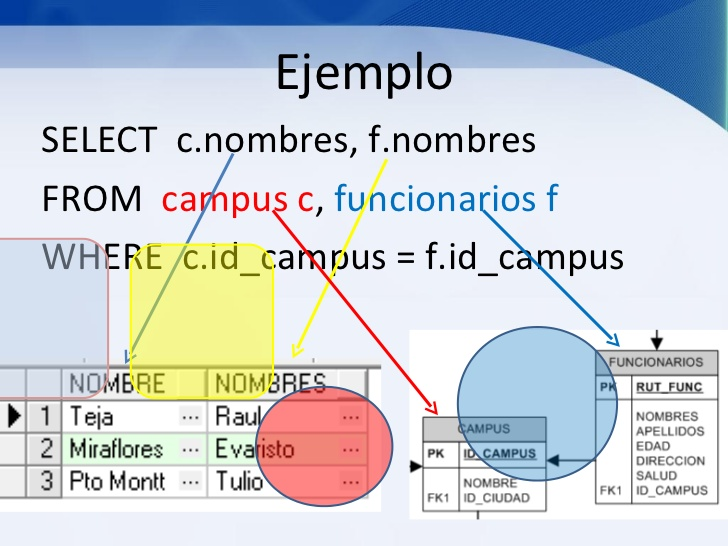 Ejemplo
SELECT c.nombres, f.nombres
FROM campus c, funcionarios f
WHERE c.id_campus = f.id_campus
NOMBRE NOMBRES
1 Teja ... Raul ...
2 Miraflores ... Evaristo ...
3 Pto Montt ... Tulio ...
CAMPUS
PK ID_CAMPUS
NOMBRE
FK1 ID_CIUDAD
FUNCIONARIOS
PK RUT_FUNC
NOMBRES
APELLIDOS
EDAD
DIRECCION
SALUD
FK1 ID_CAMPUS